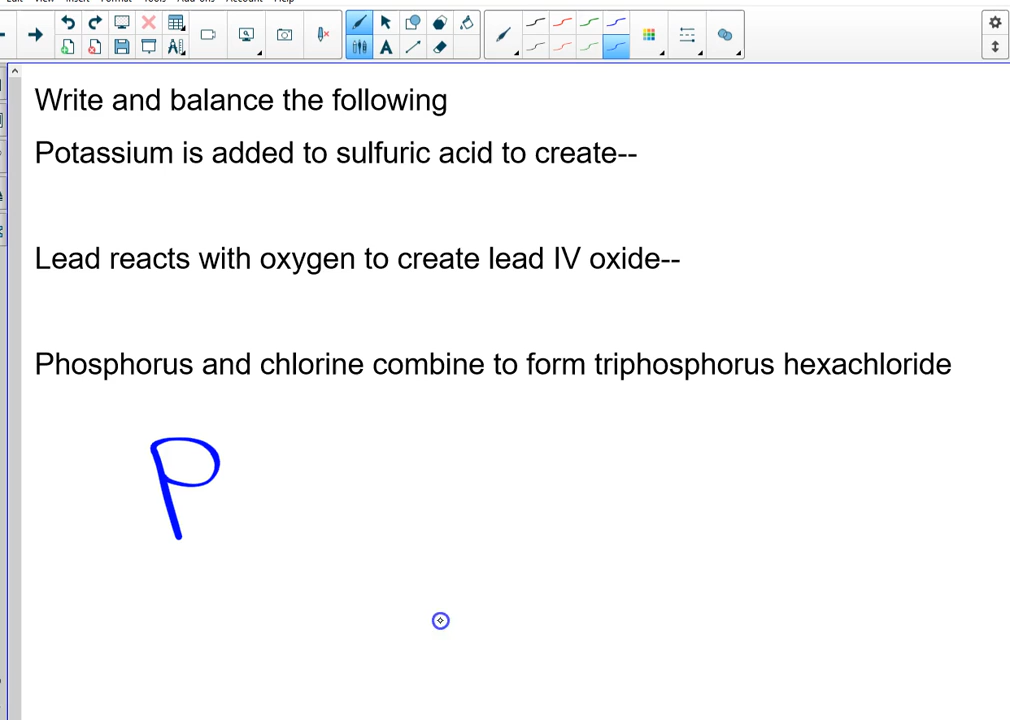 Write and balance the following
Potassium is added to sulfuric acid to create--
Lead reacts with oxygen to create lead IV oxide--
Phosphorus and chlorine combine to form triphosphorus hexachloride
P